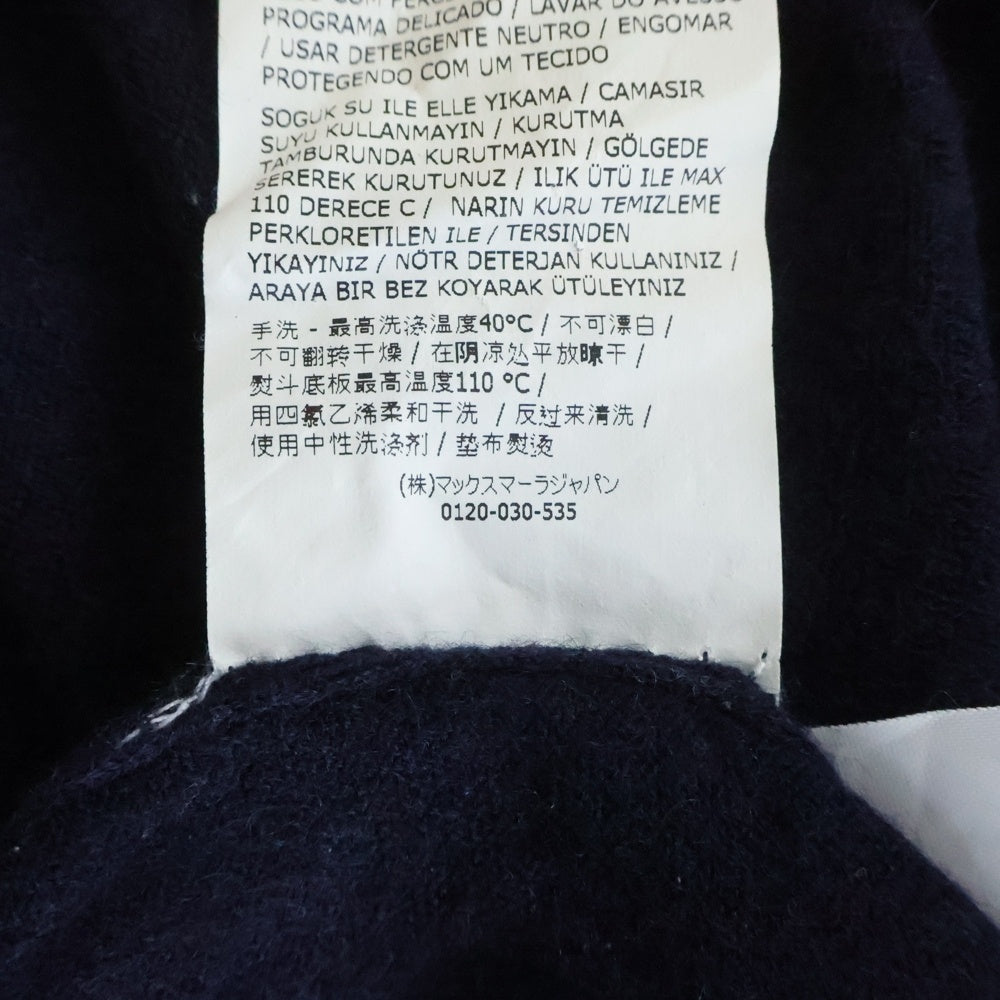 COM
PROGRAMA DELICADO / LAVAR DO AVESSO
/ USAR DETERGENTE NEUTRO / ENGOMAR
PROTEGENDO COM UM TECIDO
SOGUK SU ILE ELLE YIKAMA / CAMASIR
SUYU KULLANMAYIN / KURUTMA
TAMBURUNDA KURUTMAYIN / GÖLGEDE
SEREREK KURUTUNUZ / ILIK ÜTÜ ILE MAX
110 DERECE C / NARIN KURU TEMIZLEME
PERKLORETILEN ILE / TERSINDEN
YIKAYINIZ / NÖTR DETERJAN KULLANINIZ /
ARAYA BIR BEZ KOYARAK ÜTÜLEYINIZ
手洗 - 最高洗涤温度40°C / 不可漂白 /
不可翻转干燥 / 在阴凉处平放晾干 /
熨斗底板最高温度110 °C /
用四氯乙烯柔和干洗 / 反过来清洗 /
使用中性洗涤剂 / 垫布熨烫
(株)マックスマーラジャパン
0120-030-535